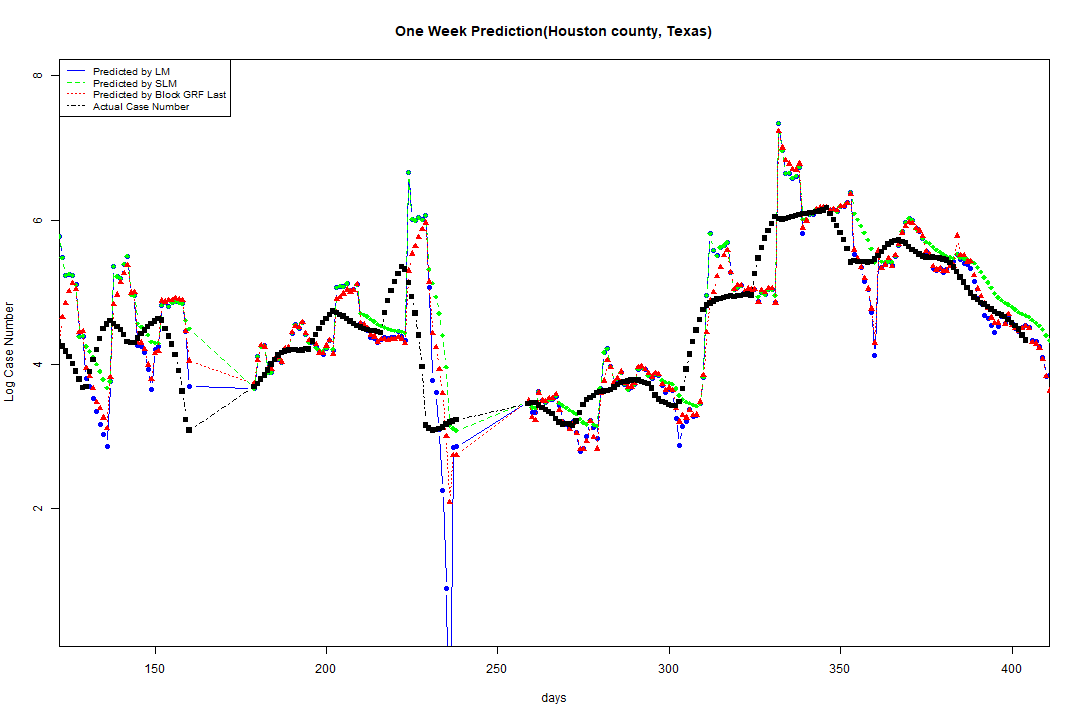 One Week Prediction(Houston county, Texas)
Predicted by LM
Predicted by SLM
Predicted by Block GRF Last
Actual Case Number
8
6
4
2
Log Case Number
150 200 250 300 350 400
days